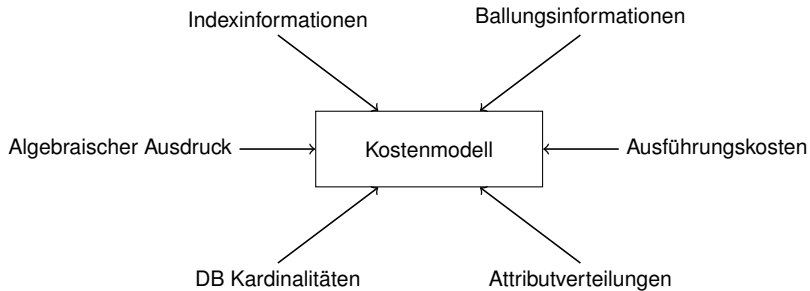 Indexinformationen
Ballungsinformationen
Algebraischer Ausdruck
Kostenmodell
Ausführungskosten
DB Kardinalitäten
Attributverteilungen